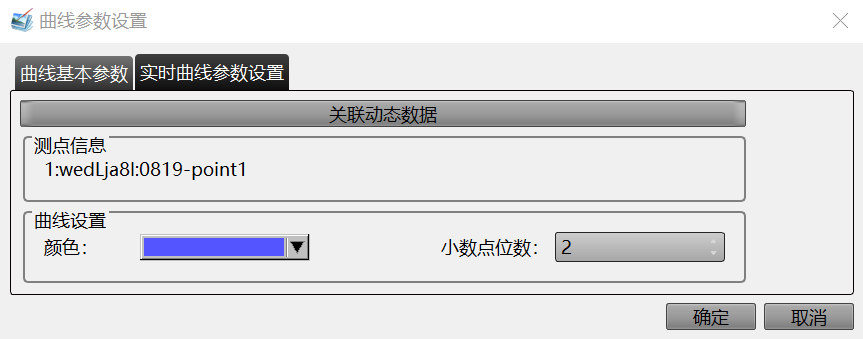 曲线参数设置
曲线基本参数 实时曲线参数设置
关联动态数据
测点信息
1:wedLja8l:0819-point1
曲线设置
颜色: 小数点位数: 2
确定 取消